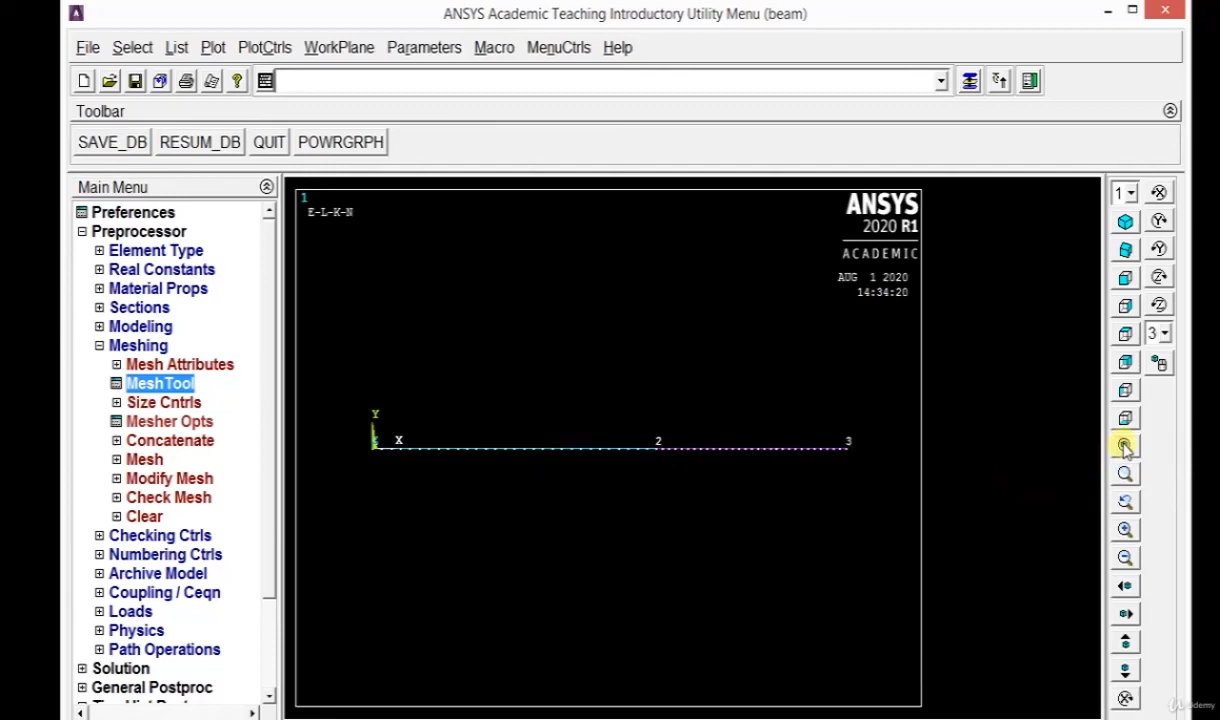 ANSYS Academic Teaching Introductory Utility Menu (beam)
File Select List Plot PlotCtrls WorkPlane Parameters Macro MenuCtrls Help
Toolbar
SAVE_DB RESUM_DB QUIT POWRGRPH
Main Menu
Preferences
Preprocessor
Element Type
Real Constants
Material Props
Sections
Modeling
Meshing
Mesh Attributes
MeshTool
Size Cntrls
Mesher Opts
Concatenate
Mesh
Modify Mesh
Check Mesh
Clear
Checking Ctrls
Numbering Ctrls
Archive Model
Coupling / Ceqn
Loads
Physics
Path Operations
Solution
General Postproc
1
E-L-K-N
ANSYS
2020 R1
ACADEMIC
AUG 1 2020
14:34:20
Y
X 2 3
1
3
udemy